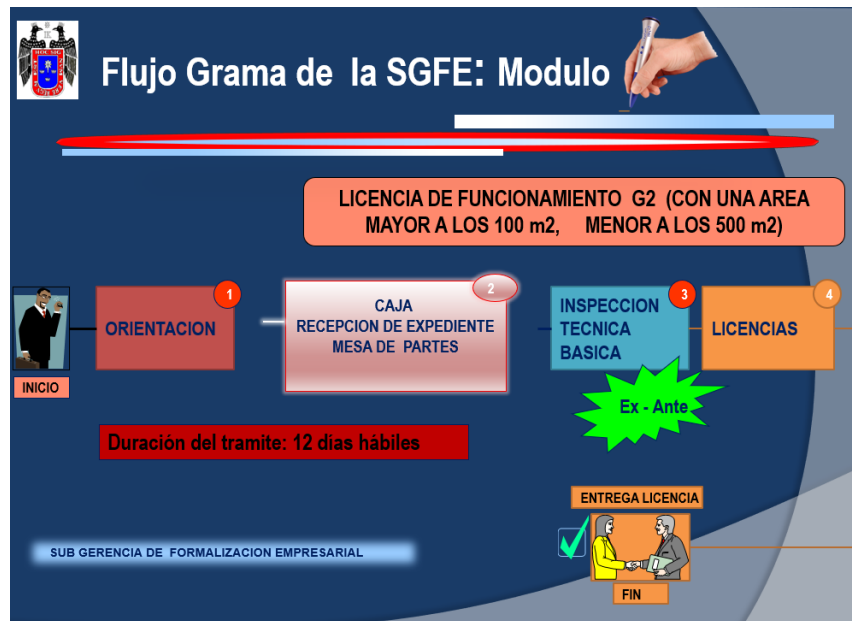 Flujo Grama de la SGFE: Modulo
LICENCIA DE FUNCIONAMIENTO G2 (CON UNA AREA
MAYOR A LOS 100 m2, MENOR A LOS 500 m2)
INICIO
1
ORIENTACION
2
CAJA
RECEPCION DE EXPEDIENTE
MESA DE PARTES
3
INSPECCION
TECNICA
BASICA
4
LICENCIAS
Ex - Ante
Duración del tramite: 12 dias hábiles
ENTREGA LICENCIA
FIN
SUB GERENCIA DE FORMALIZACION EMPRESARIAL